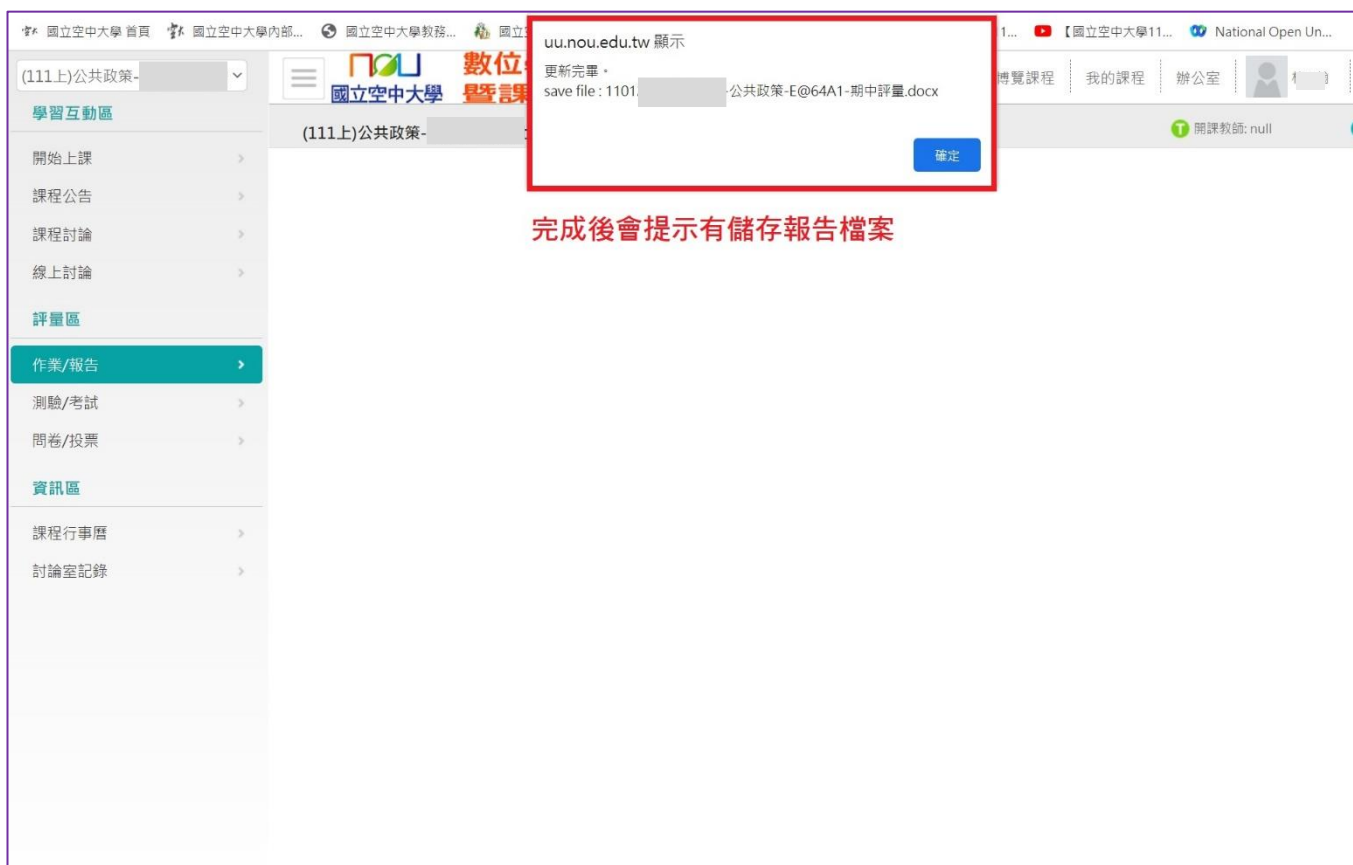 國立空中大學 首頁 國立空中大學內部... 國立空中大學教務... 國立 1... 【國立空中大學11... National Open Un...
uu.nou.edu.tw 顯示
更新完畢。
save file : 1101. -公共政策-E@64A1-期中評量.docx
確定
(111上)公共政策-
國立空中大學
數位
暨課
博覽課程 我的課程 辦公室
(111上)公共政策-
開課教師: null
完成後會提示有儲存報告檔案
學習互動區
開始上課
課程公告
課程討論
線上討論
評量區
作業/報告
測驗/考試
問卷/投票
資訊區
課程行事曆
討論室記錄